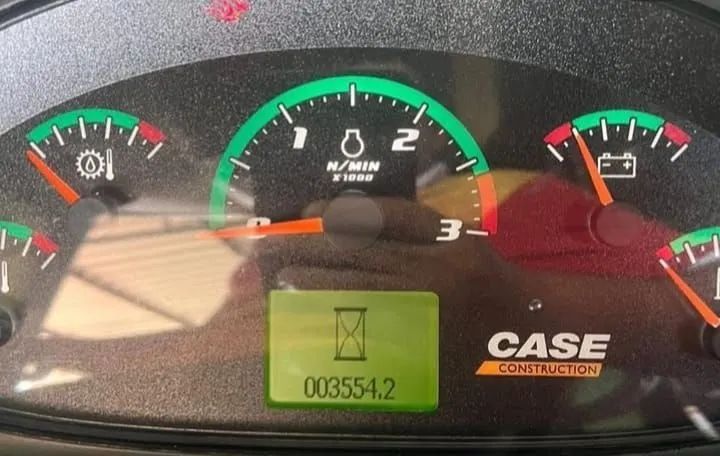 1
2
N/MIN
X1000
0
3
CASE
CONSTRUCTION
003554.2